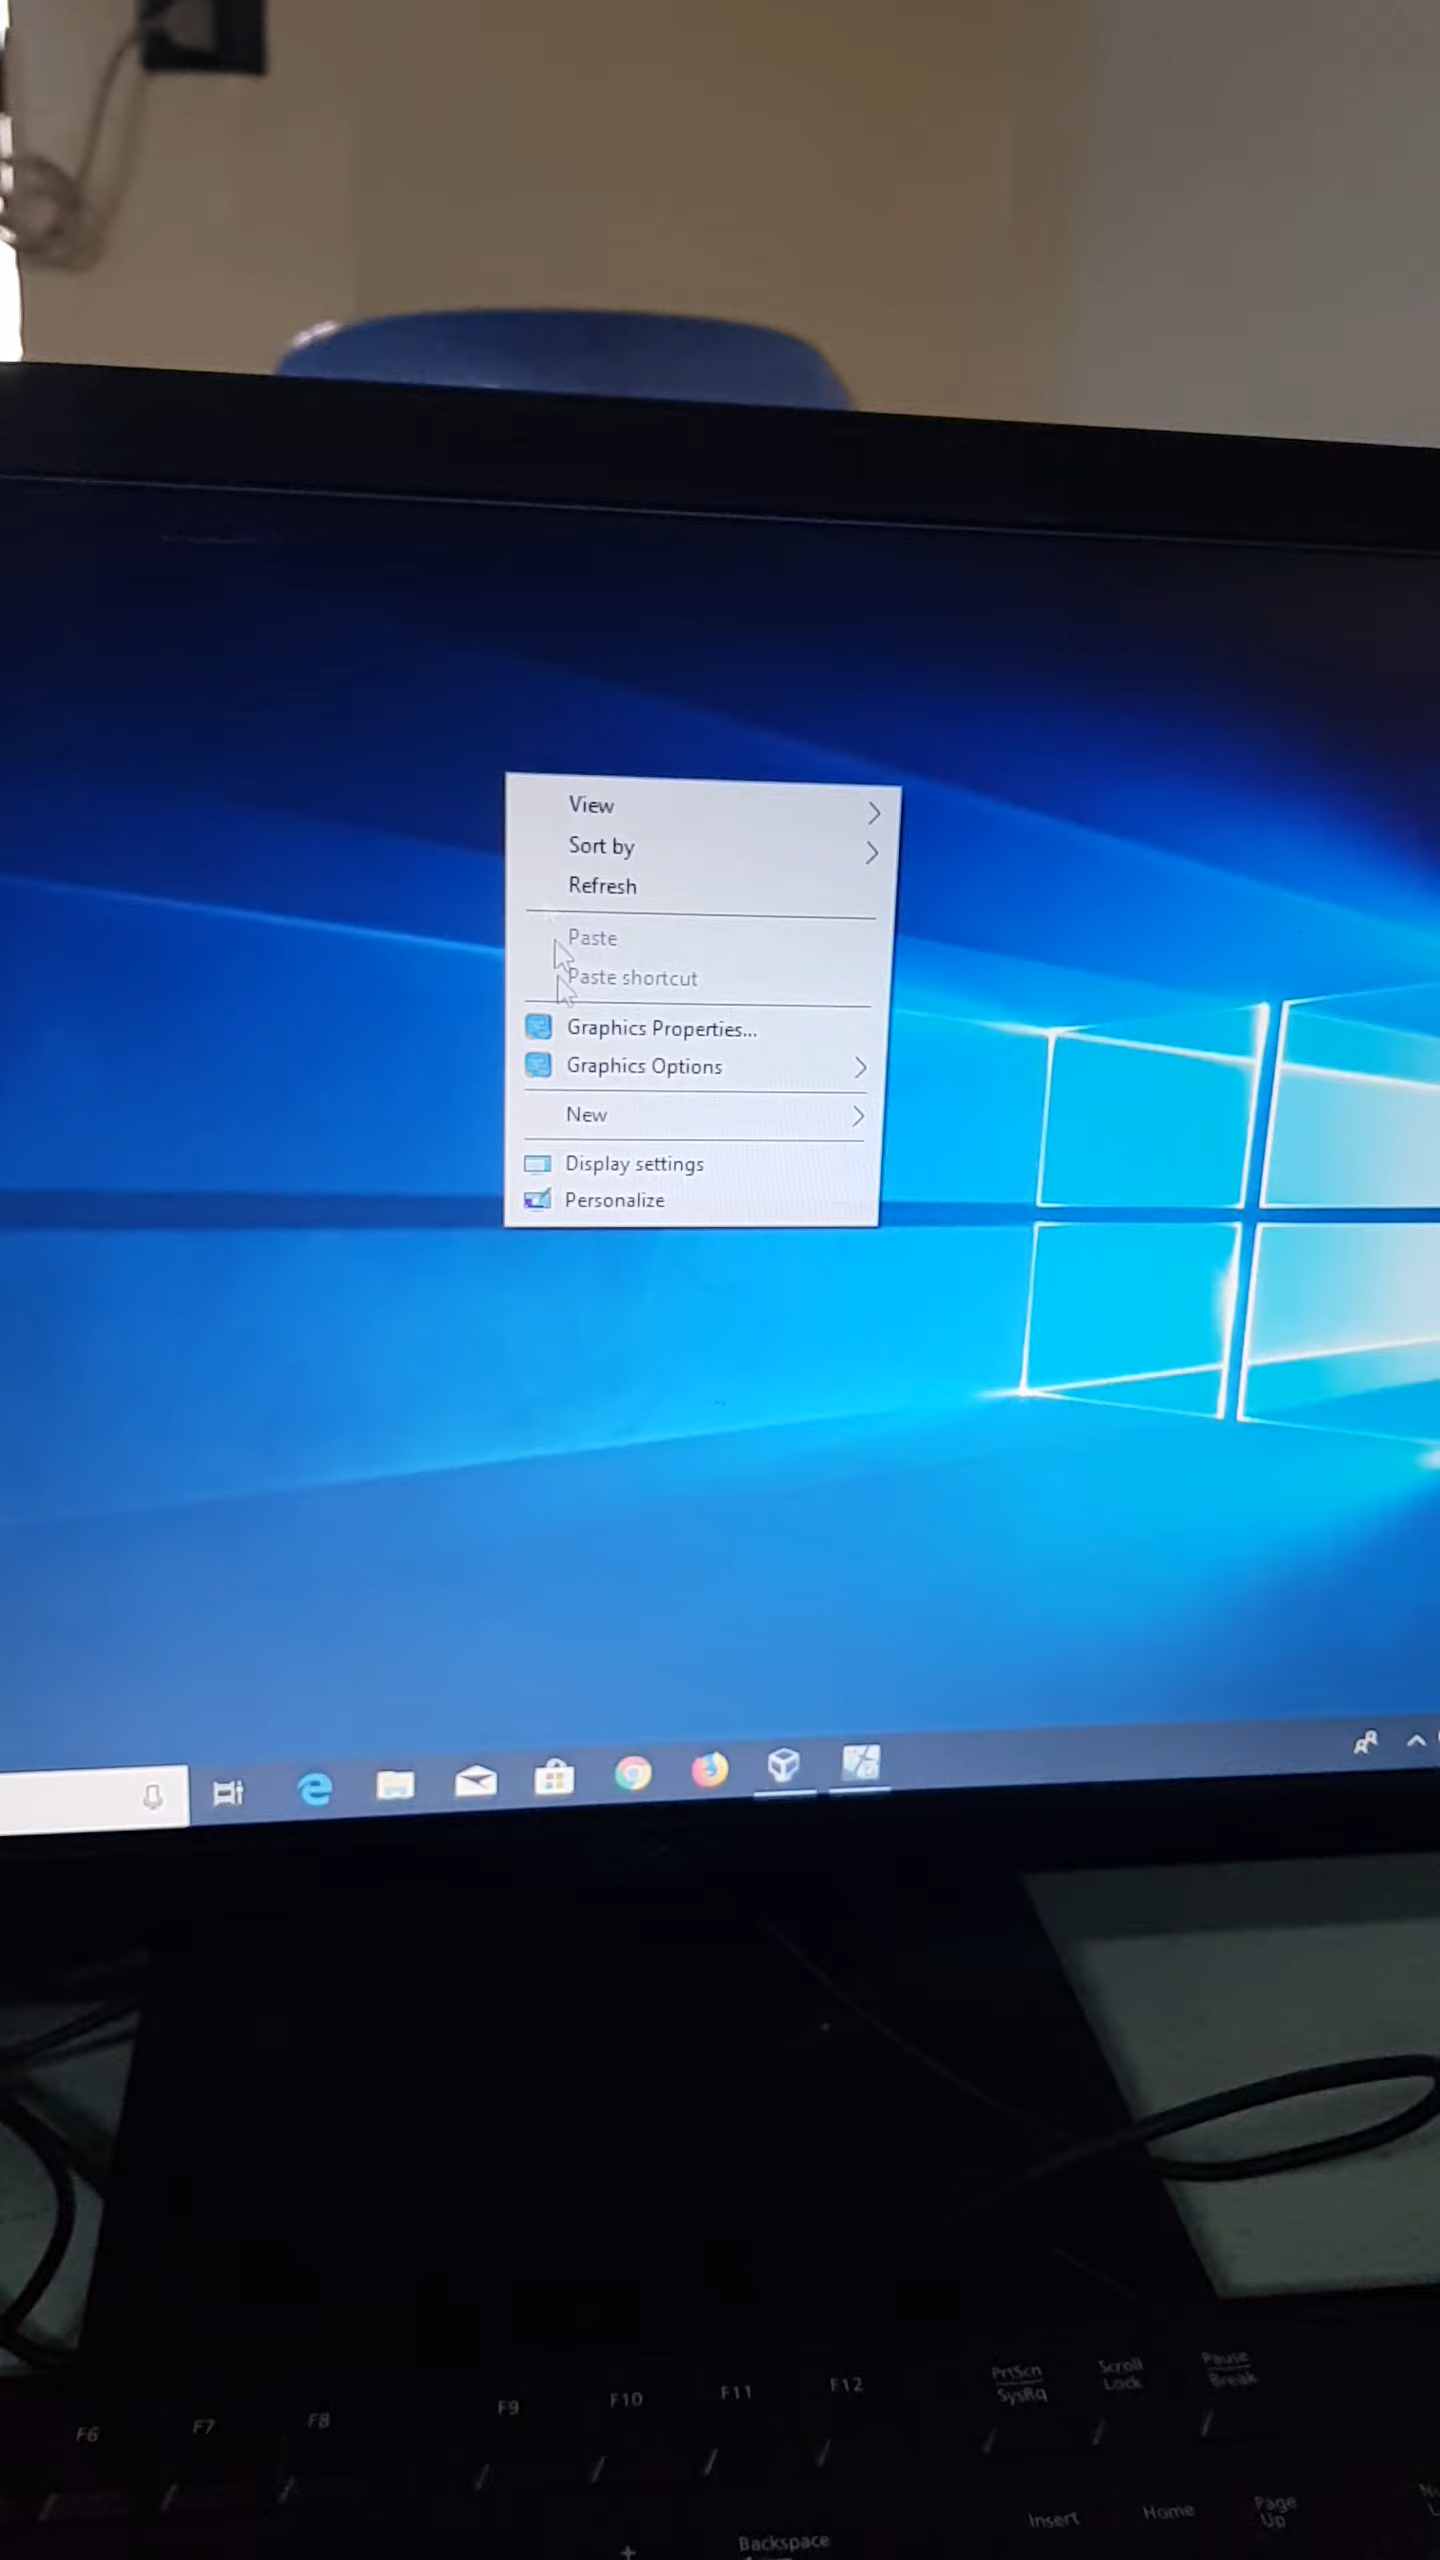 View
Sort by
Refresh
Paste
Paste shortcut
Graphics Properties...
Graphics Options
New
Display settings
Personalize
F6
F7
F8
F9
F10
F11
F12
PrtScn
SysRq
Scroll
Lock
Pause
Break
Insert
Home
Page
Up
+
Backspace